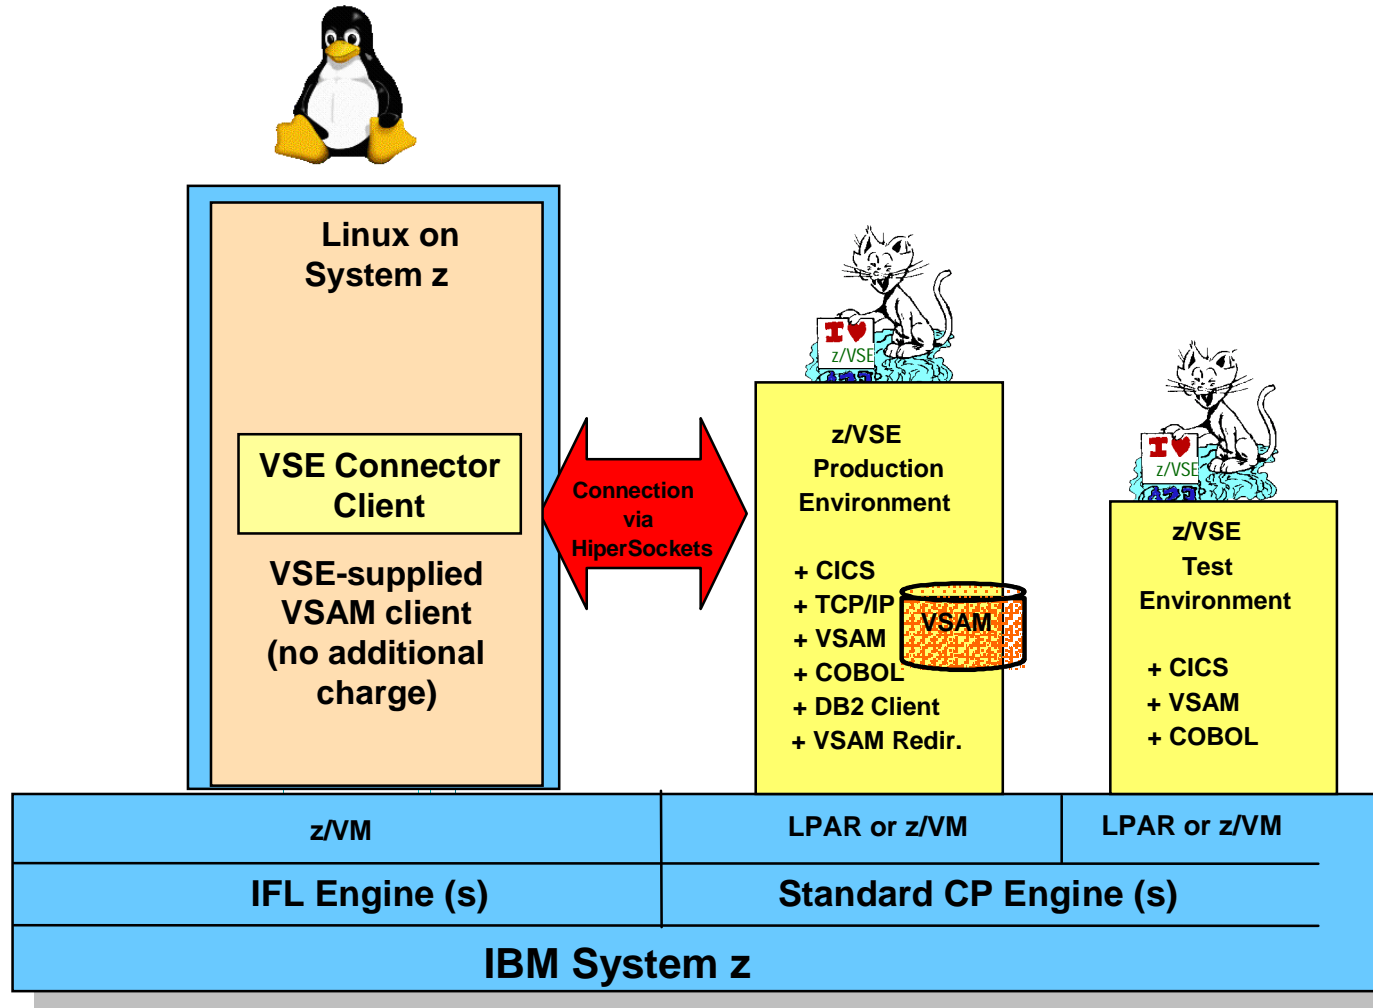 Linux on
System z
VSE Connector
Client
VSE-supplied
VSAM client
(no additional
charge)
Connection
via
HiperSockets
I ♥
z/VSE
z/VSE
Production
Environment
+ CICS
+ TCP/IP
+ VSAM
+ COBOL
+ DB2 Client
+ VSAM Redir.
VSAM
I ♥
z/VSE
z/VSE
Test
Environment
+ CICS
+ VSAM
+ COBOL
z/VM
LPAR or z/VM
LPAR or z/VM
IFL Engine (s)
Standard CP Engine (s)
IBM System z